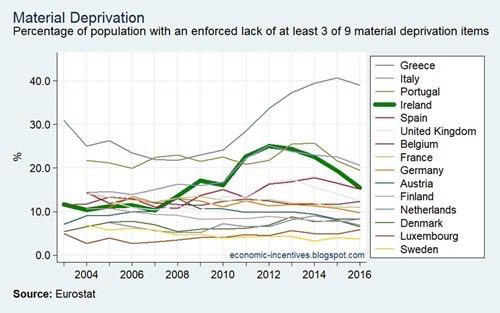 Material Deprivation
Percentage of population with an enforced lack of at least 3 of 9 material deprivation items
40.0
30.0
%
20.0
10.0
0.0
2004 2006 2008 2010 2012 2014 2016
economic-incentives.blogspot.com
Greece
Italy
Portugal
Ireland
Spain
United Kingdom
Belgium
France
Germany
Austria
Finland
Netherlands
Denmark
Luxembourg
Sweden
Source: Eurostat